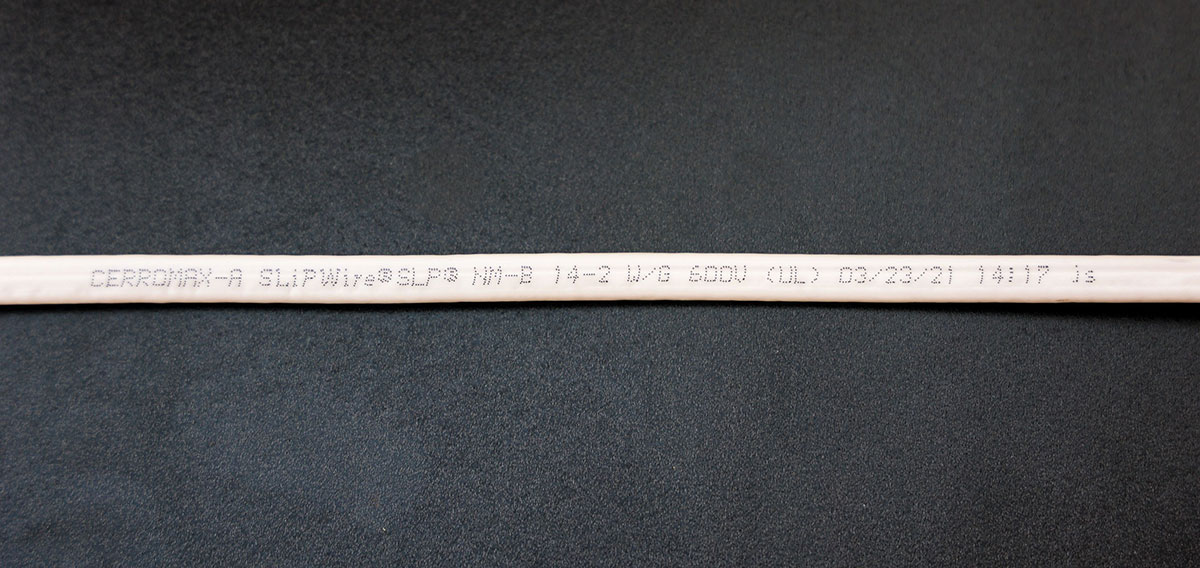 CERROMAX-A SLiPWire®SLP® NM-B 14-2 W/G 600V (UL) 03/23/21 14:17 js